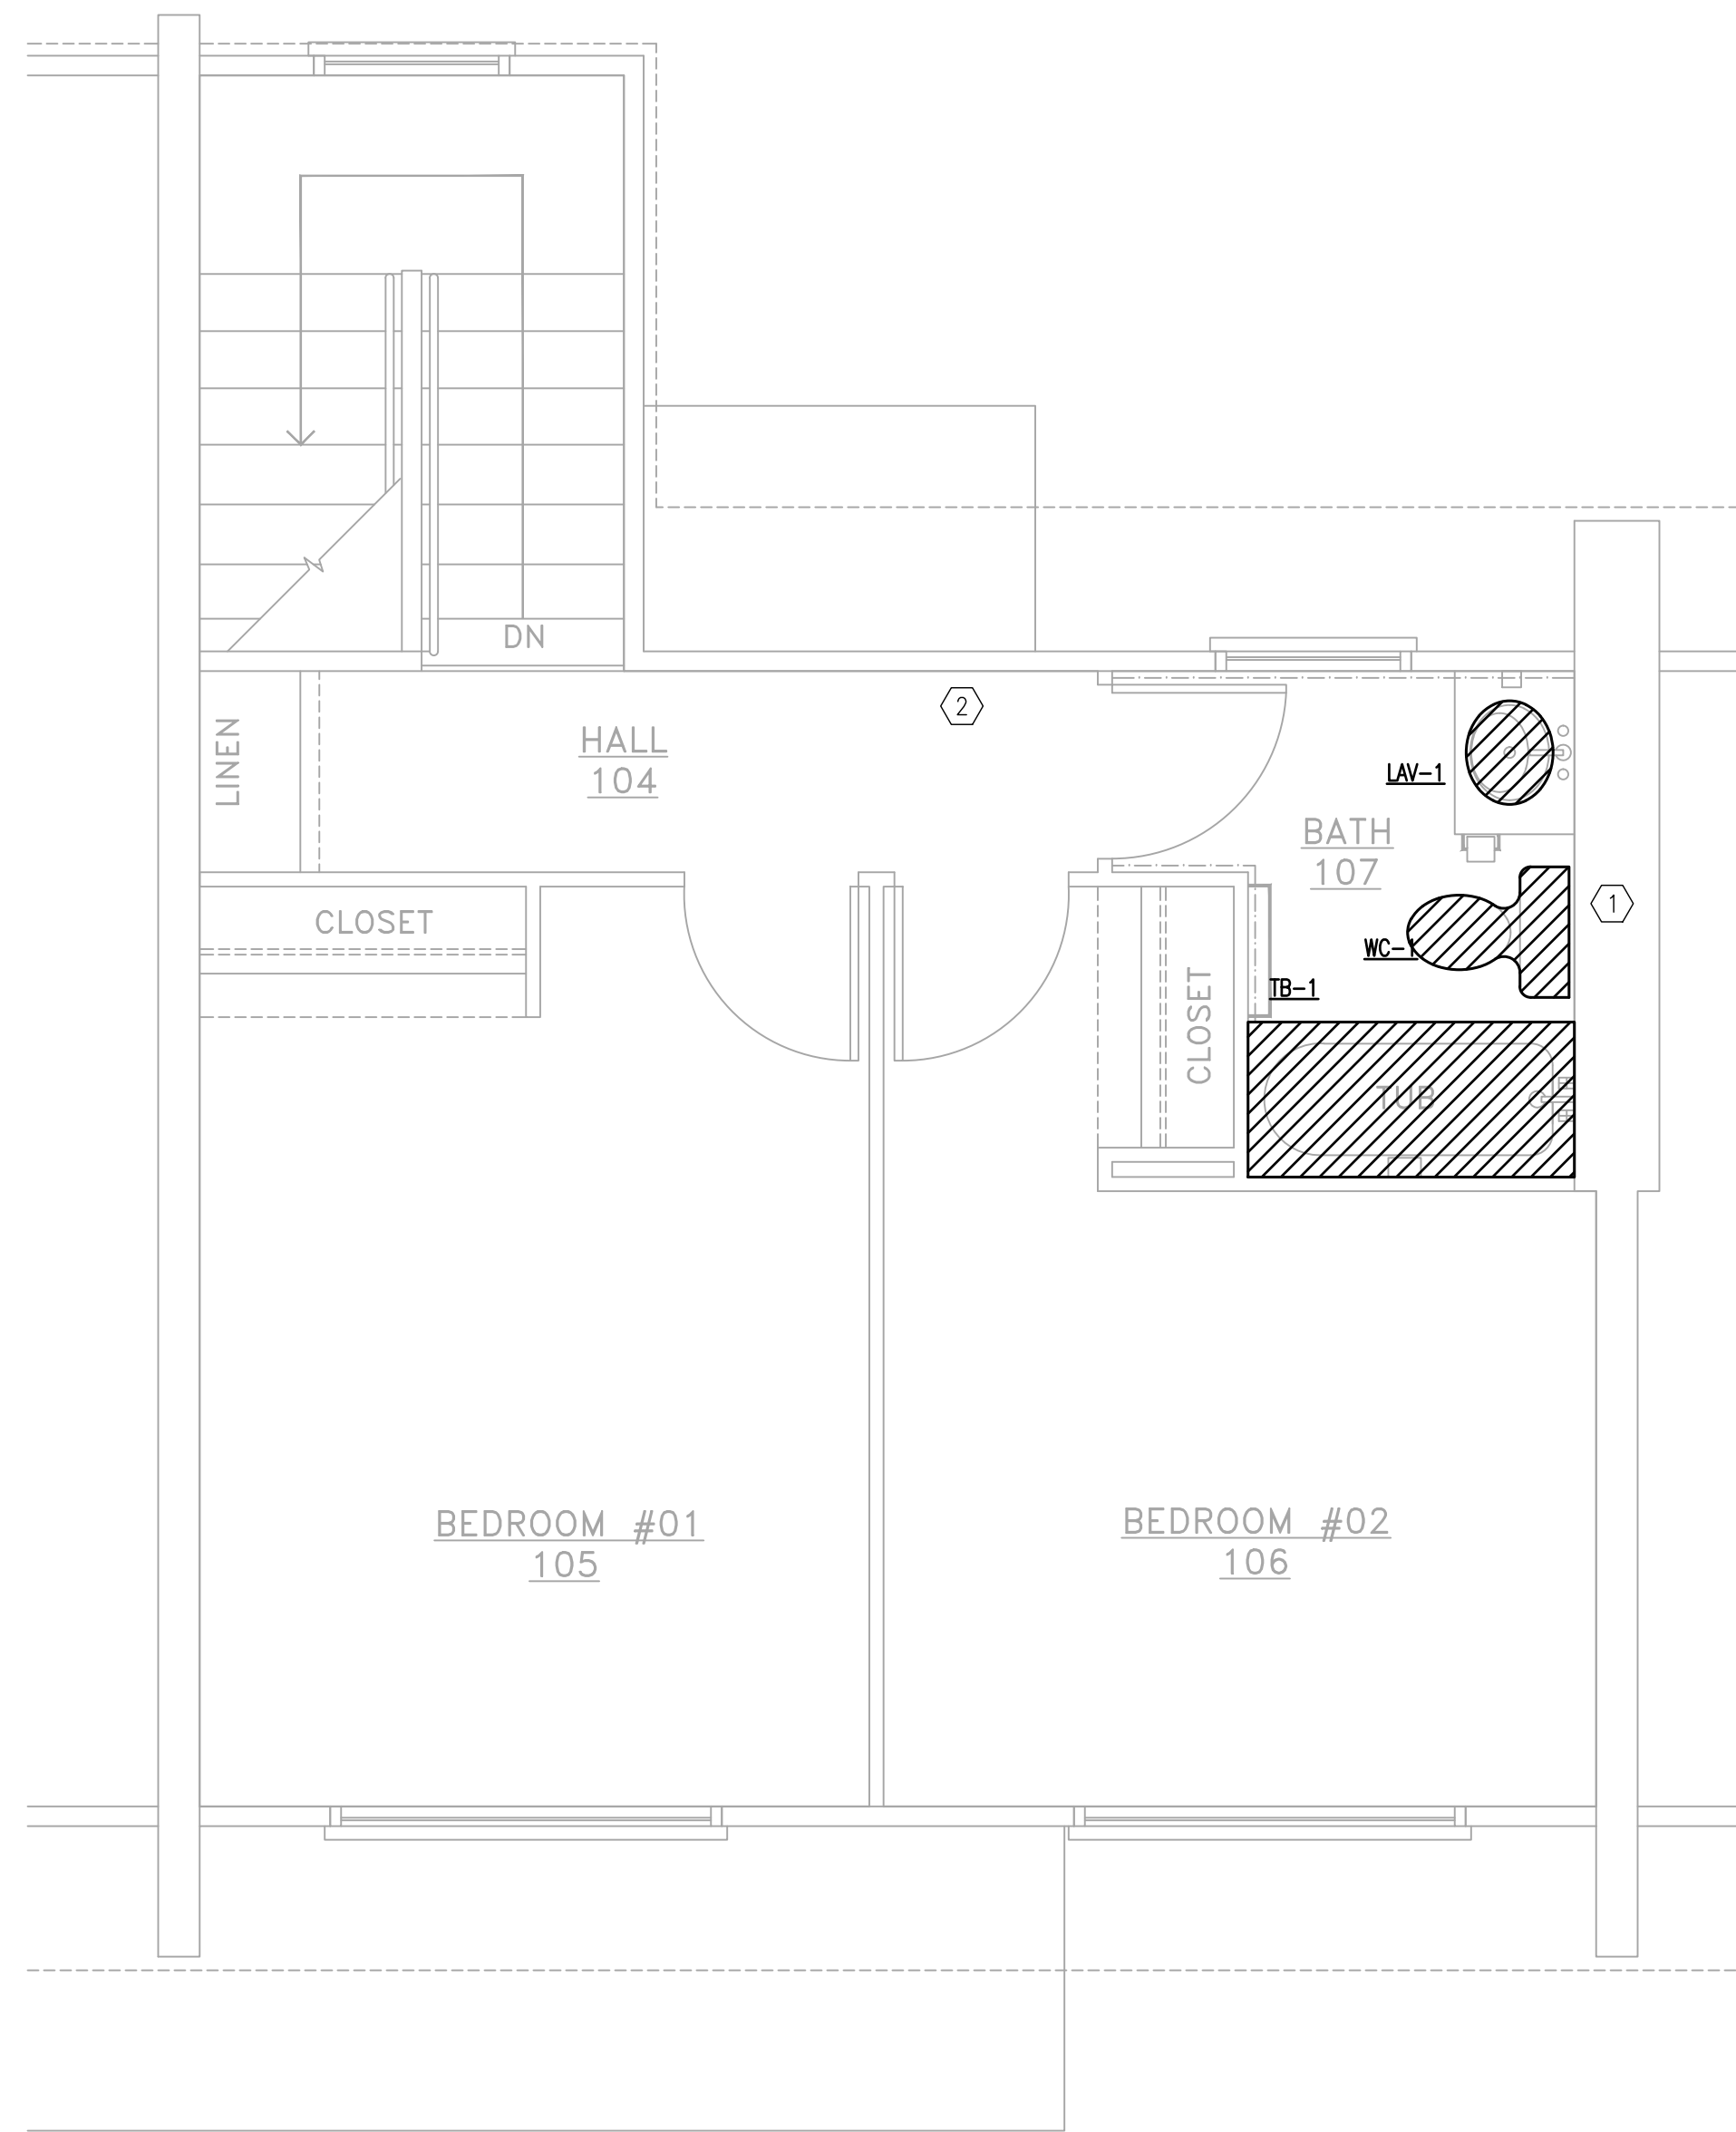 DN
2
LINEN
HALL
104
LAV-1
BATH
107
1
CLOSET
WC-1
TB-1
CLOSET
TUB
BEDROOM #01
105
BEDROOM #02
106